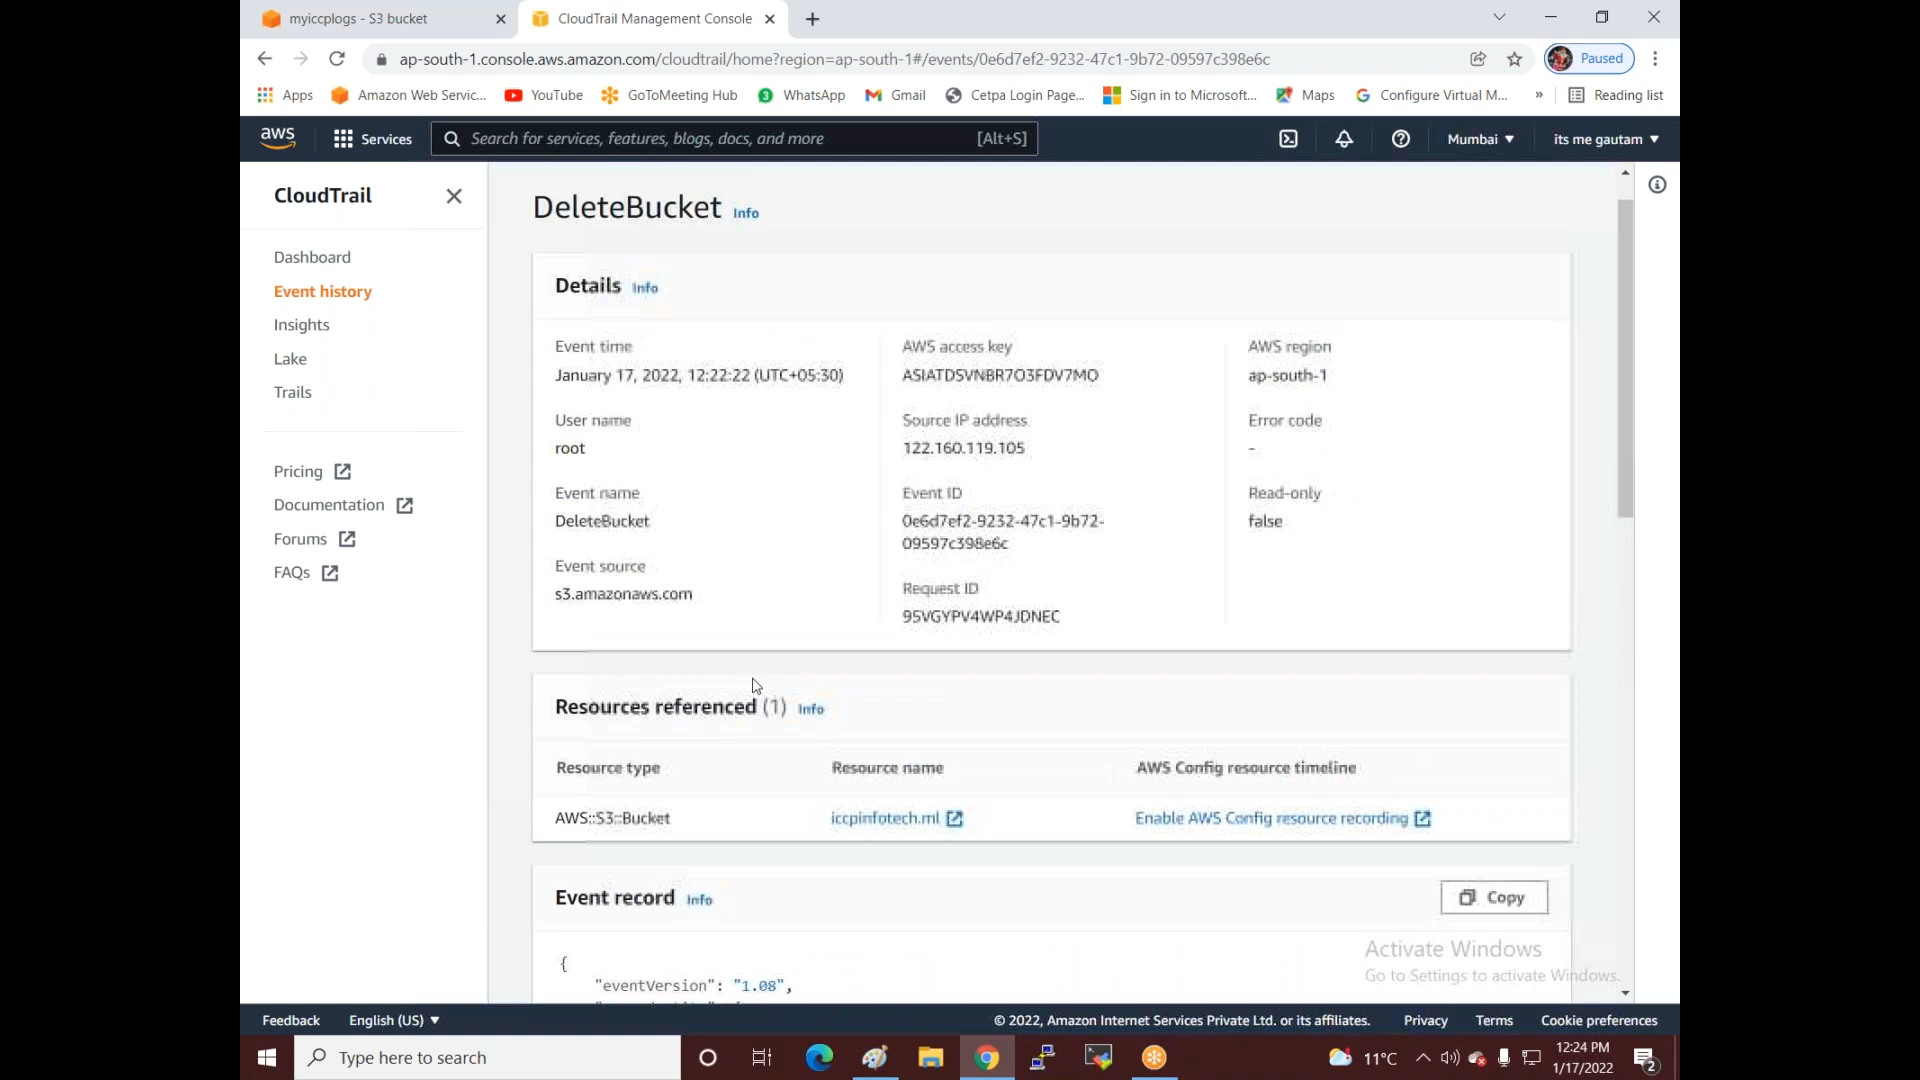 myiccplogs - S3 bucket
CloudTrail Management Console
ap-south-1.console.aws.amazon.com/cloudtrail/home?region=ap-south-1#/events/0e6d7ef2-9232-47c1-9b72-09597c398e6c
Paused
Apps
Amazon Web Servic...
YouTube
GoToMeeting Hub
3
WhatsApp
Gmail
Cetpa Login Page...
Sign in to Microsoft...
Maps
Configure Virtual M...
»
Reading list
aws
Services
Search for services, features, blogs, docs, and more
[Alt+S]
Mumbai
its me gautam
CloudTrail
Dashboard
Event history
Insights
Lake
Trails
Pricing
Documentation
Forums
FAQs
DeleteBucket Info
Details Info
Event time
January 17, 2022, 12:22:22 (UTC+05:30)
User name
root
Event name
DeleteBucket
Event source
s3.amazonaws.com
AWS access key
ASIATDSVNBR7O3FDV7MO
Source IP address
122.160.119.105
Event ID
0e6d7ef2-9232-47c1-9b72-
09597c398e6c
Request ID
95VGYPV4WP4JDNEC
AWS region
ap-south-1
Error code
-
Read-only
false
Resources referenced (1) Info
Resource type
Resource name
AWS Config resource timeline
AWS::S3::Bucket
iccpinfotech.ml
Enable AWS Config resource recording
Event record Info
Copy
{
"eventVersion": "1.08",
Activate Windows
Go to Settings to activate Windows.
Feedback
English (US)
© 2022, Amazon Internet Services Private Ltd. or its affiliates.
Privacy
Terms
Cookie preferences
Type here to search
11°C
12:24 PM
1/17/2022
2